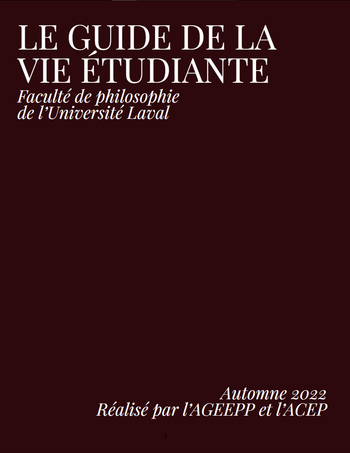 LE GUIDE DE LA
VIE ÉTUDIANTE
Faculté de philosophie
de l'Université Laval
Automne 2022
Réalisé par l'AGEEPP et l'ACEP